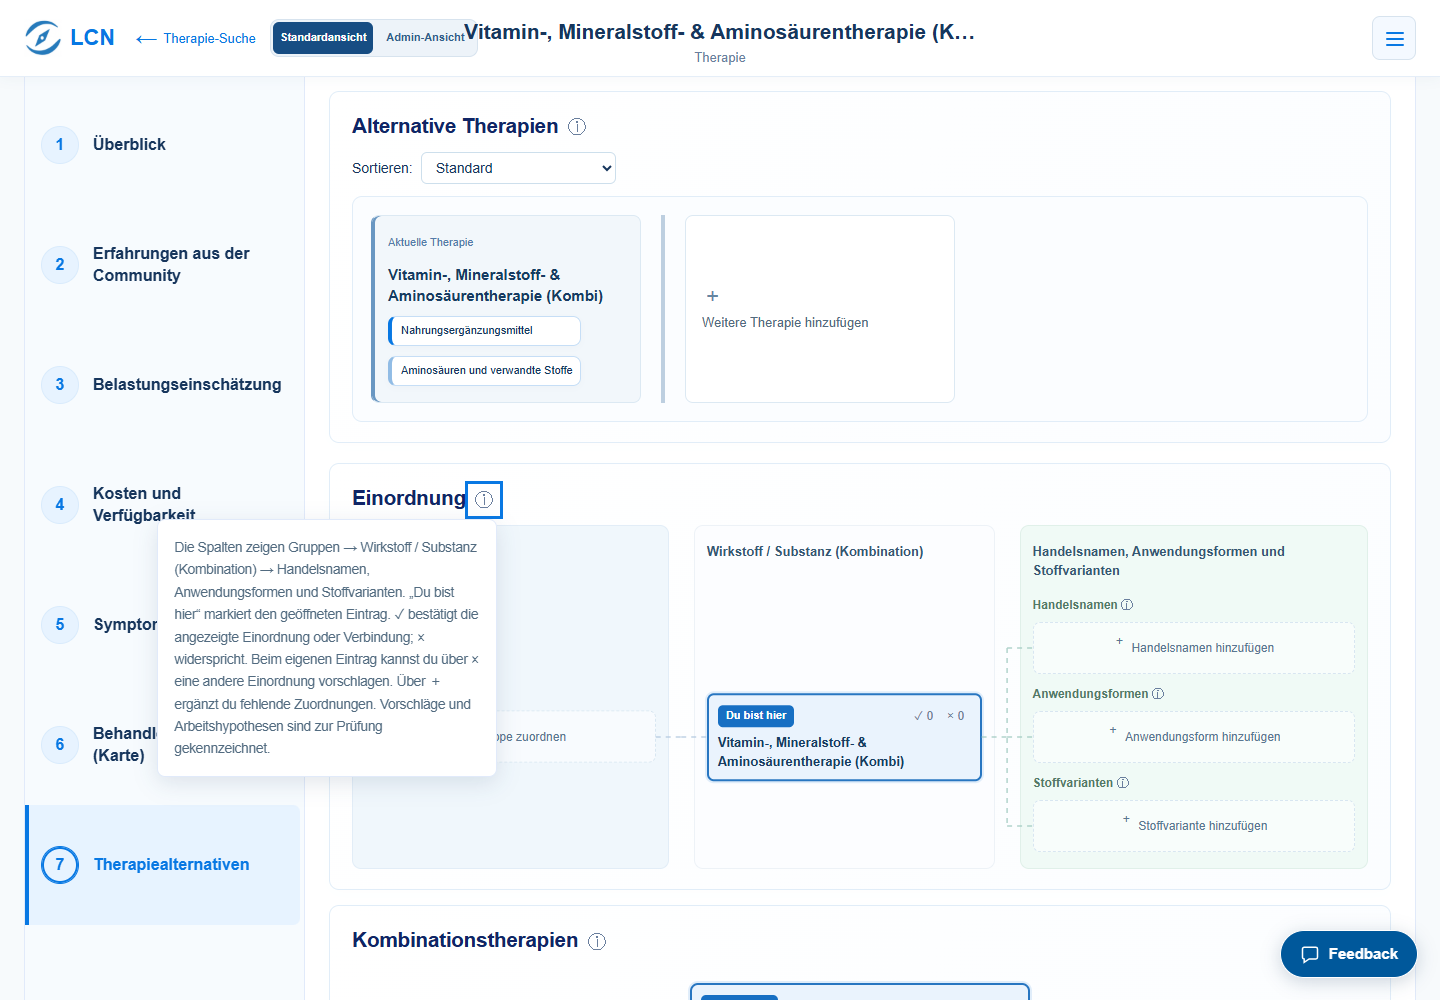 LCN
← Therapie-Suche
Standardansicht
Admin-Ansicht
Vitamin-, Mineralstoff- & Aminosäurentherapie (K…
Therapie
1
Überblick
2
Erfahrungen aus der
Community
3
Belastungseinschätzung
4
Kosten und
Verfügbarkeit
5
Sympto
6
Behandl
(Karte)
7
Therapiealternativen
Alternative Therapien ⓘ
Sortieren:
Standard
Aktuelle Therapie
Vitamin-, Mineralstoff- &
Aminosäurentherapie (Kombi)
Nahrungsergänzungsmittel
Aminosäuren und verwandte Stoffe
+
Weitere Therapie hinzufügen
Einordnung ⓘ
Die Spalten zeigen Gruppen → Wirkstoff / Substanz
(Kombination) → Handelsnamen,
Anwendungsformen und Stoffvarianten. „Du bist
hier“ markiert den geöffneten Eintrag. ✓ bestätigt die
angezeigte Einordnung oder Verbindung; ×
widerspricht. Beim eigenen Eintrag kannst du über ×
eine andere Einordnung vorschlagen. Über +
ergänzt du fehlende Zuordnungen. Vorschläge und
Arbeitshypothesen sind zur Prüfung
gekennzeichnet.
ppe zuordnen
Wirkstoff / Substanz (Kombination)
Du bist hier
✓ 0 × 0
Vitamin-, Mineralstoff- &
Aminosäurentherapie (Kombi)
Handelsnamen, Anwendungsformen und
Stoffvarianten
Handelsnamen ⓘ
+ Handelsnamen hinzufügen
Anwendungsformen ⓘ
+ Anwendungsform hinzufügen
Stoffvarianten ⓘ
+ Stoffvariante hinzufügen
Kombinationstherapien ⓘ
Feedback